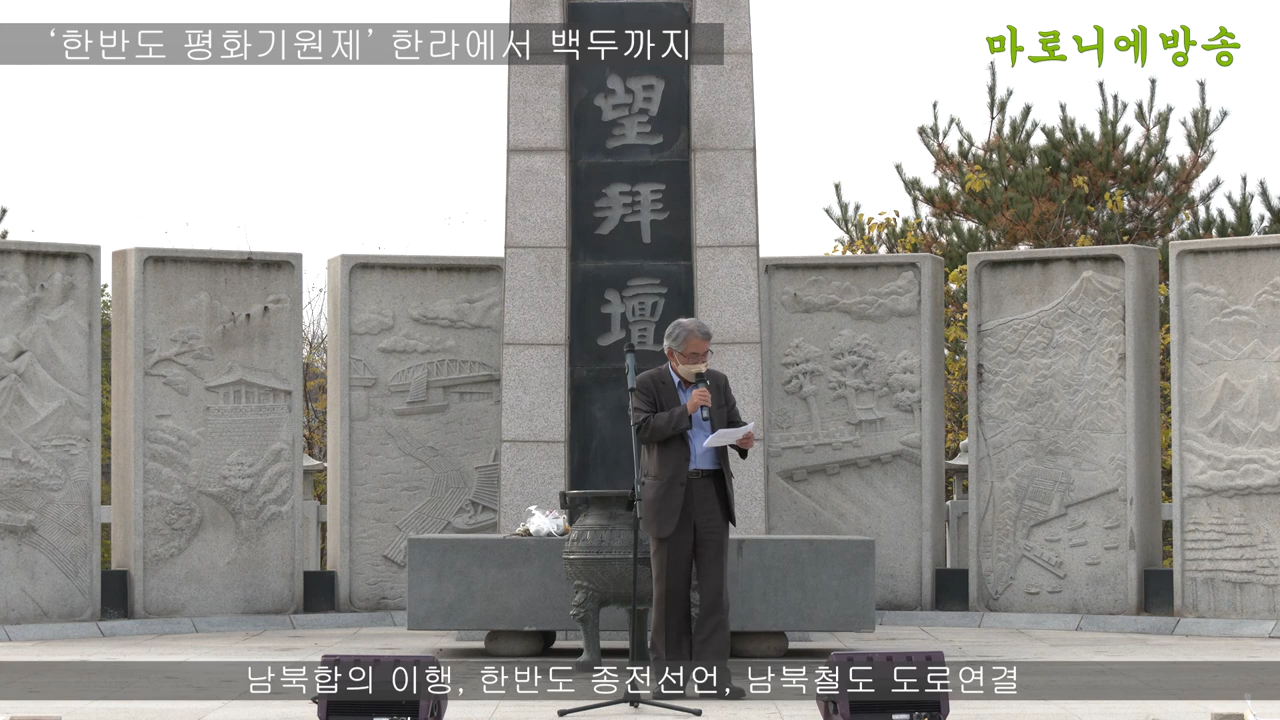 ‘한반도 평화기원제’ 한라에서 백두까지
마로니에방송
望
拜
壇
남북합의 이행, 한반도 종전선언, 남북철도 도로연결